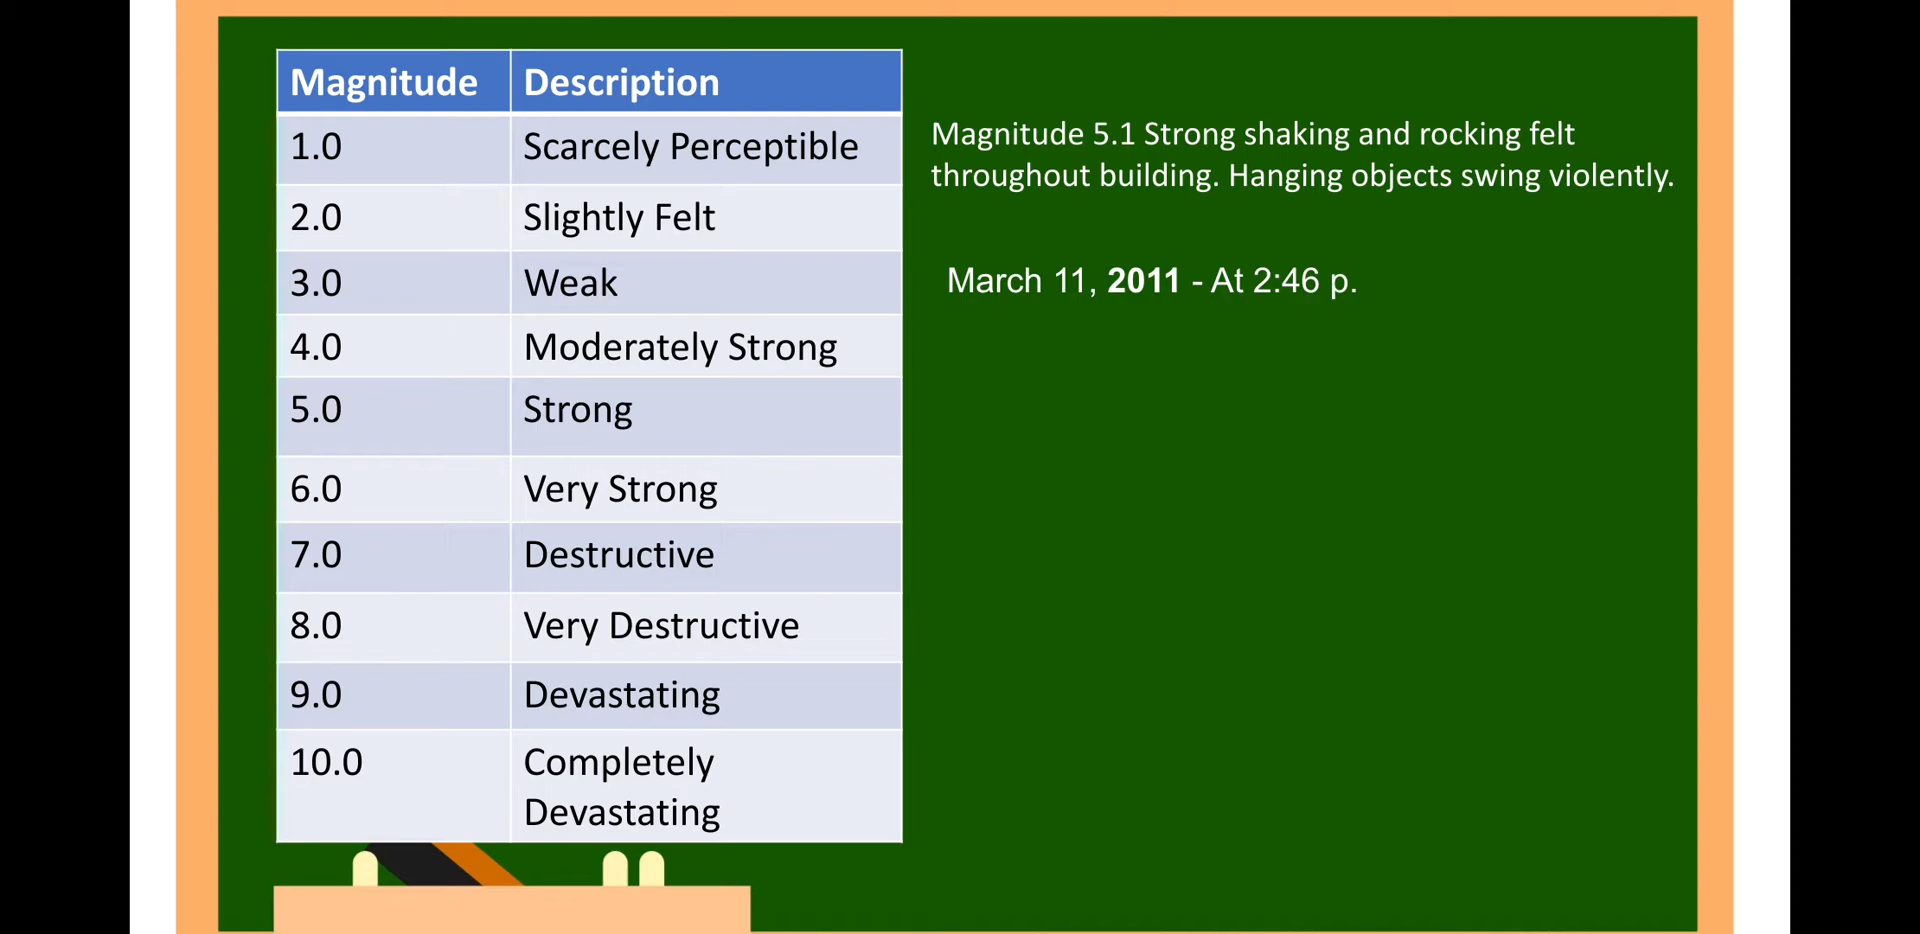 Magnitude Description
1.0 Scarcely Perceptible
2.0 Slightly Felt
3.0 Weak
4.0 Moderately Strong
5.0 Strong
6.0 Very Strong
7.0 Destructive
8.0 Very Destructive
9.0 Devastating
10.0 Completely
Devastating
Magnitude 5.1 Strong shaking and rocking felt
throughout building. Hanging objects swing violently.
March 11, 2011 - At 2:46 p.